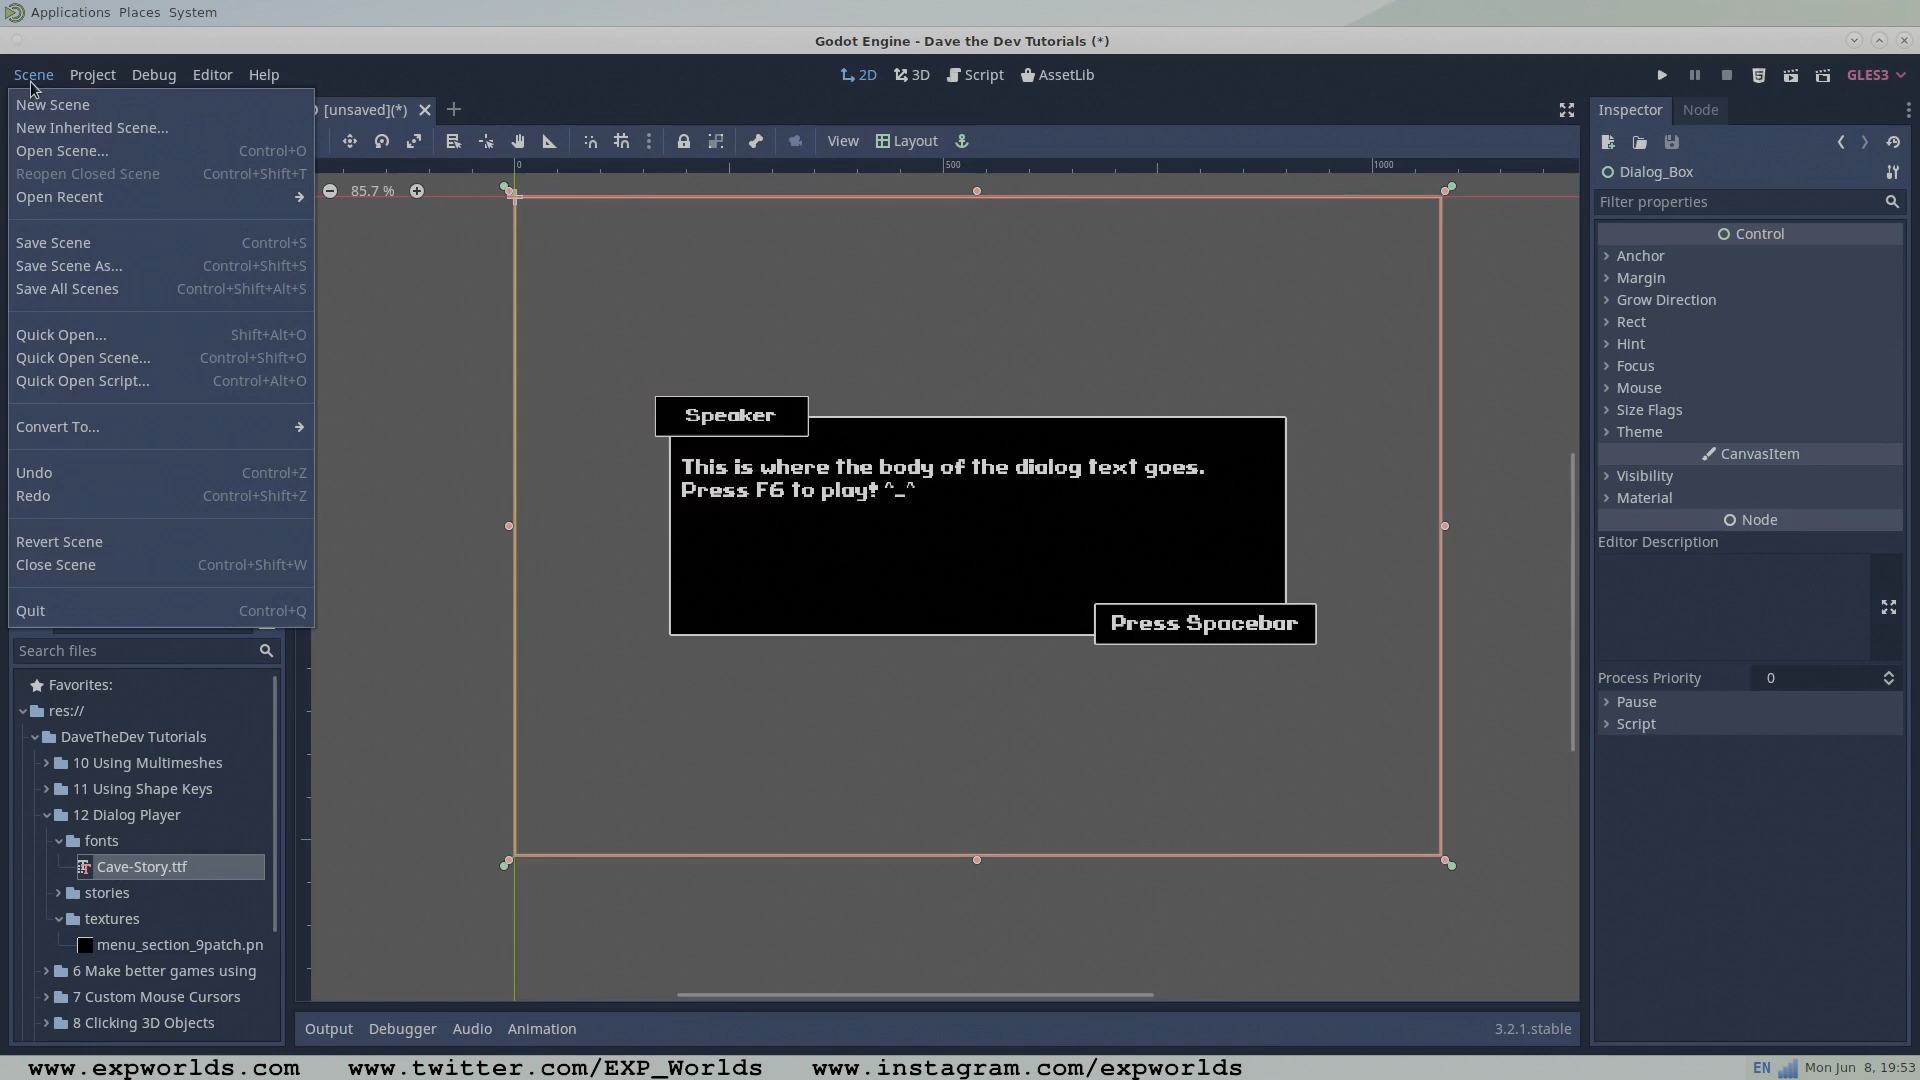 Applications Places System
Godot Engine - Dave the Dev Tutorials (*)
Scene Project Debug Editor Help
2D 3D Script AssetLib
GLES3
New Scene
New Inherited Scene...
Open Scene... Control+O
Reopen Closed Scene Control+Shift+T
Open Recent
Save Scene Control+S
Save Scene As... Control+Shift+S
Save All Scenes Control+Shift+Alt+S
Quick Open... Shift+Alt+O
Quick Open Scene... Control+Shift+O
Quick Open Script... Control+Alt+O
Convert To...
Undo Control+Z
Redo Control+Shift+Z
Revert Scene
Close Scene Control+Shift+W
Quit Control+Q
Search files
Favorites:
res://
DaveTheDev Tutorials
10 Using Multimeshes
11 Using Shape Keys
12 Dialog Player
fonts
Cave-Story.ttf
stories
textures
menu_section_9patch.pn
6 Make better games using
7 Custom Mouse Cursors
8 Clicking 3D Objects
[unsaved](*)
View Layout
0 500 1000
85.7 %
Speaker
This is where the body of the dialog text goes.
Press F6 to play! ^_^
Press Spacebar
Output Debugger Audio Animation
3.2.1.stable
Inspector Node
Dialog_Box
Filter properties
Control
Anchor
Margin
Grow Direction
Rect
Hint
Focus
Mouse
Size Flags
Theme
CanvasItem
Visibility
Material
Node
Editor Description
Process Priority 0
Pause
Script
www.expworlds.com www.twitter.com/EXP_Worlds www.instagram.com/expworlds
EN Mon Jun 8, 19:53